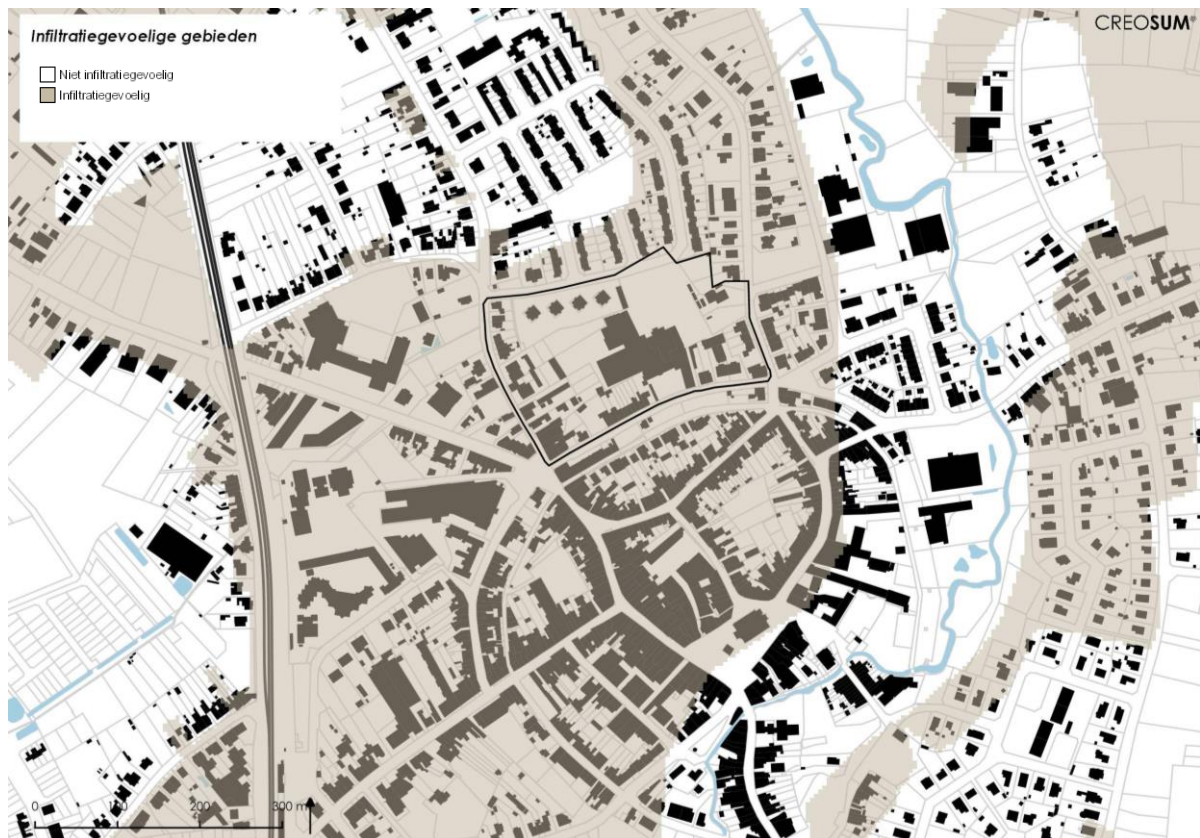 Infiltratiegevoelige gebieden
CREOSUM
Niet infiltratiegevoelig
Infiltratiegevoelig
0 100 200 300 m